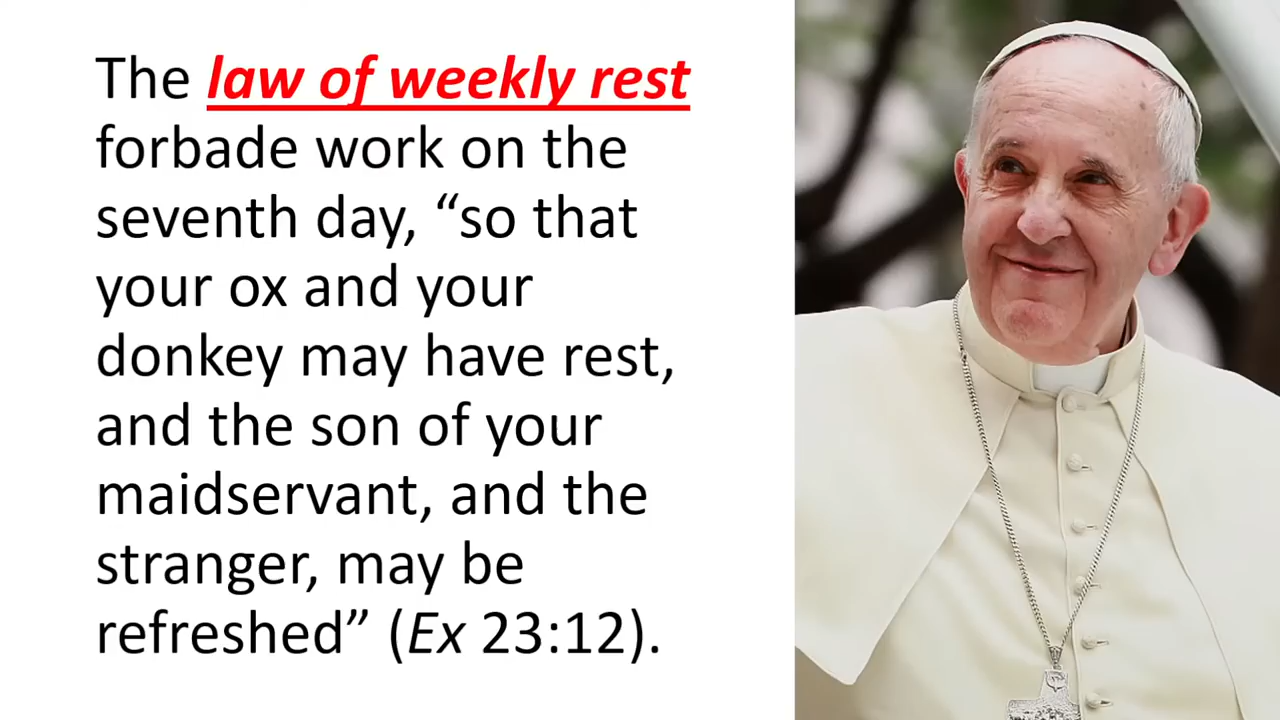 The law of weekly rest
forbade work on the
seventh day, “so that
your ox and your
donkey may have rest,
and the son of your
maidservant, and the
stranger, may be
refreshed” (Ex 23:12).